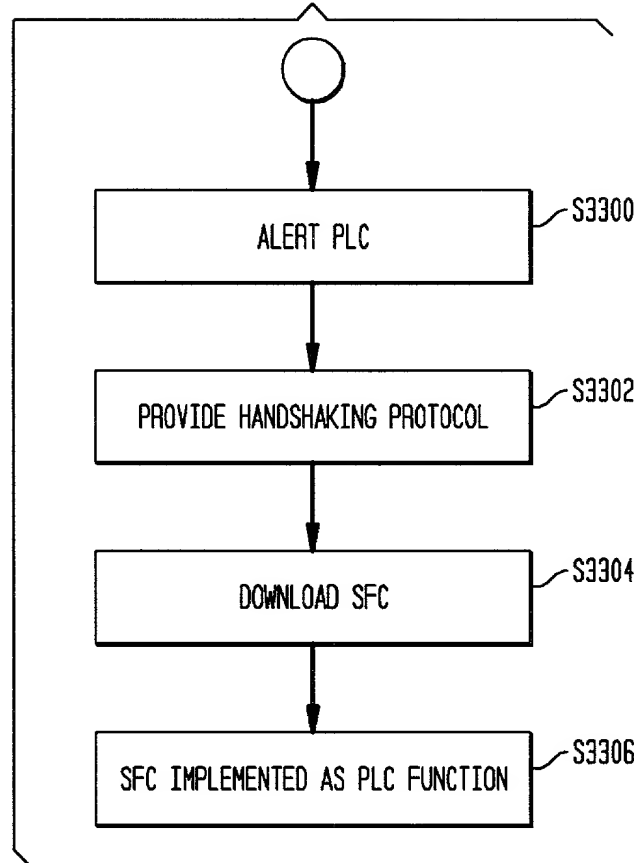 ALERT PLC
S3300
PROVIDE HANDSHAKING PROTOCOL
S3302
DOWNLOAD SFC
S3304
SFC IMPLEMENTED AS PLC FUNCTION
S3306